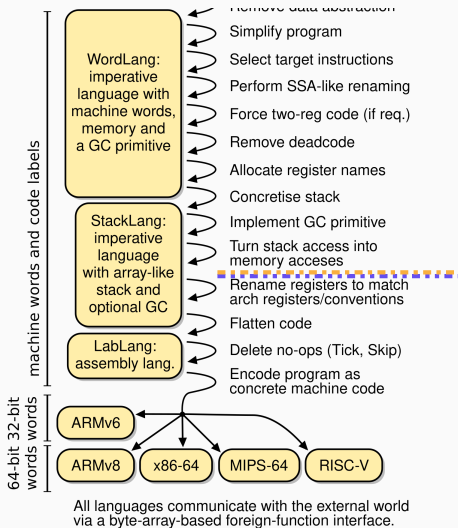 Remove data abstraction
Simplify program
WordLang:
imperative
language with
machine words,
memory and
a GC primitive
Select target instructions
Perform SSA-like renaming
Force two-reg code (if req.)
Remove deadcode
Allocate register names
Concretise stack
StackLang:
imperative
language
with array-like
stack and
optional GC
Implement GC primitive
Turn stack access into
memory acceses
Rename registers to match
arch registers/conventions
Flatten code
LabLang:
assembly lang.
Delete no-ops (Tick, Skip)
Encode program as
concrete machine code
machine words and code labels
32-bit
words
ARMv6
64-bit
words
ARMv8
x86-64
MIPS-64
RISC-V
All languages communicate with the external world
via a byte-array-based foreign-function interface.